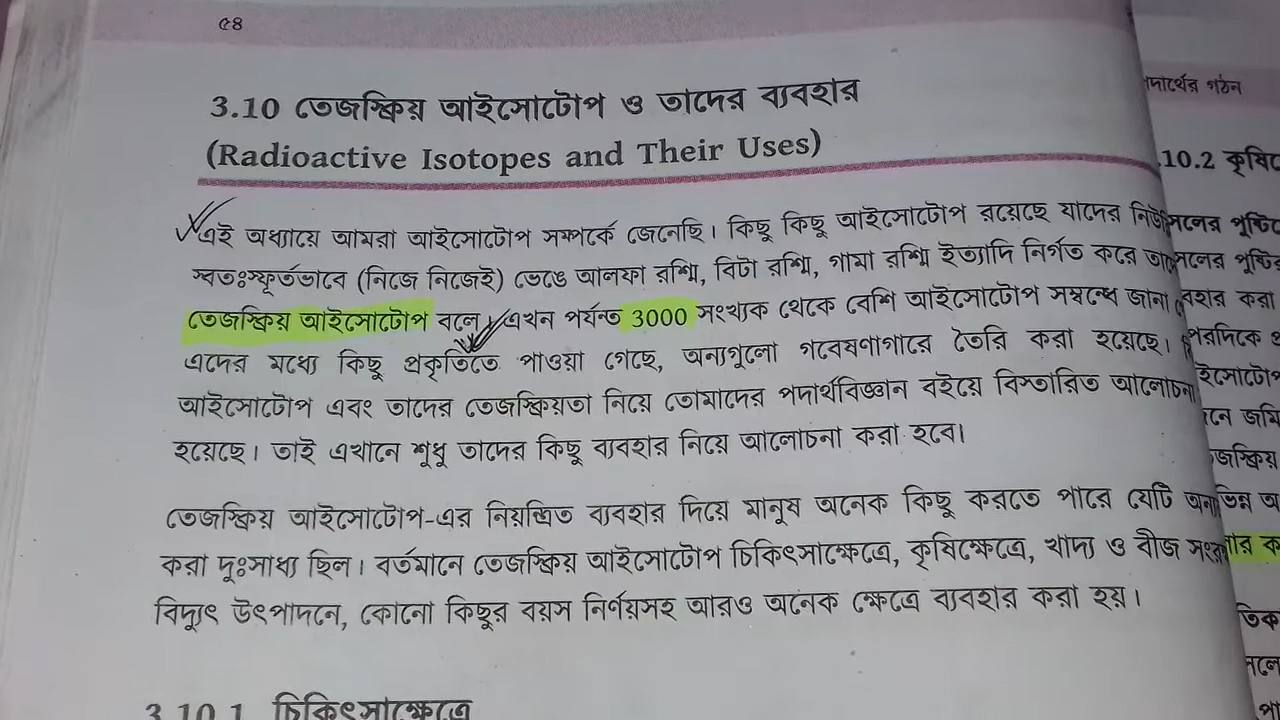 ৫৪
3.10 তেজস্ক্রিয় আইসোটোপ ও তাদের ব্যবহার
(Radioactive Isotopes and Their Uses)
এই অধ্যায়ে আমরা আইসোটোপ সম্পর্কে জেনেছি। কিছু কিছু আইসোটোপ রয়েছে যাদের
স্বতঃস্ফূর্তভাবে (নিজে নিজেই) ভেঙে আলফা রশ্মি, বিটা রশ্মি, গামা রশ্মি ইত্যাদি নির্গত করে
তেজস্ক্রিয় আইসোটোপ বলে। এখন পর্যন্ত 3000 সংখ্যক থেকে বেশি আইসোটোপ সম্বন্ধে জানা
এদের মধ্যে কিছু প্রকৃতিতে পাওয়া গেছে, অন্যগুলো গবেষণাগারে তৈরি করা হয়েছে।
আইসোটোপ এবং তাদের তেজস্ক্রিয়তা নিয়ে তোমাদের পদার্থবিজ্ঞান বইয়ে বিস্তারিত আলোচনা
হয়েছে। তাই এখানে শুধু তাদের কিছু ব্যবহার নিয়ে আলোচনা করা হবে।
তেজস্ক্রিয় আইসোটোপ-এর নিয়ন্ত্রিত ব্যবহার দিয়ে মানুষ অনেক কিছু করতে পারে যেটি
করা দুঃসাধ্য ছিল। বর্তমানে তেজস্ক্রিয় আইসোটোপ চিকিৎসাক্ষেত্রে, কৃষিক্ষেত্রে, খাদ্য ও বীজ
বিদ্যুৎ উৎপাদনে, কোনো কিছুর বয়স নির্ণয়সহ আরও অনেক ক্ষেত্রে ব্যবহার করা হয়।
3.10.1 চিকিৎসাক্ষেত্রে
গঠন
.10.2
পুষ্টির
করা